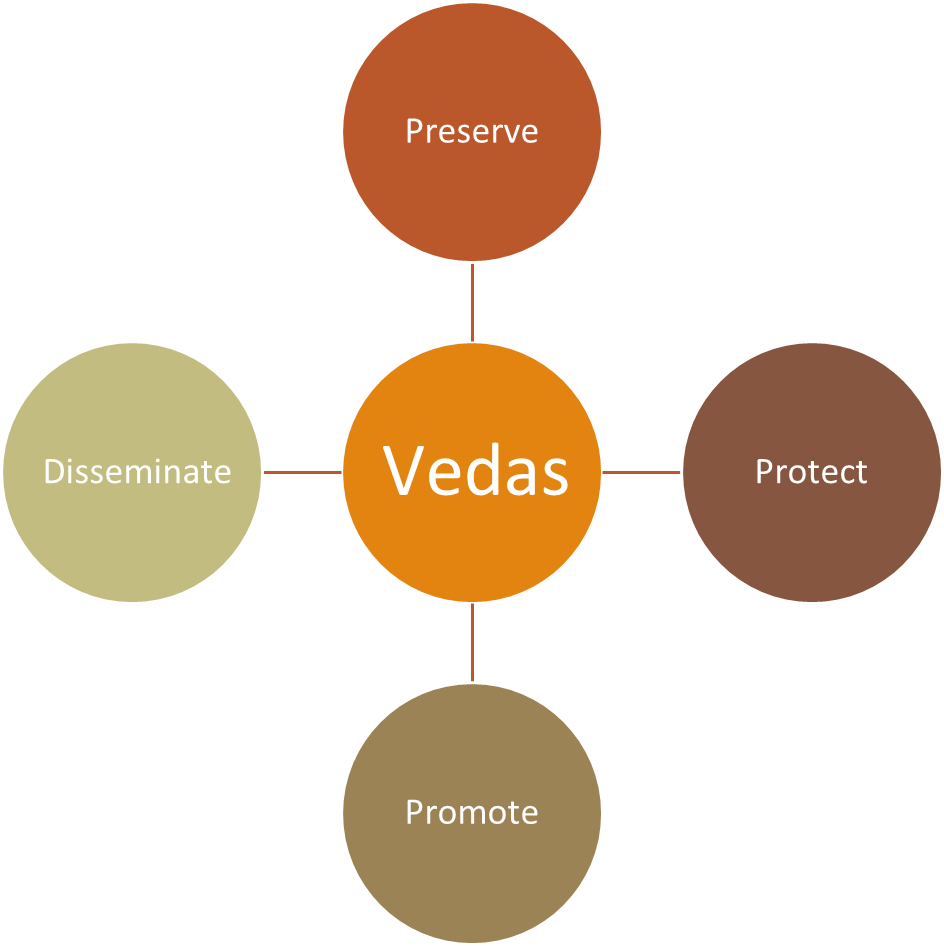 Preserve
Disseminate
Vedas
Protect
Promote